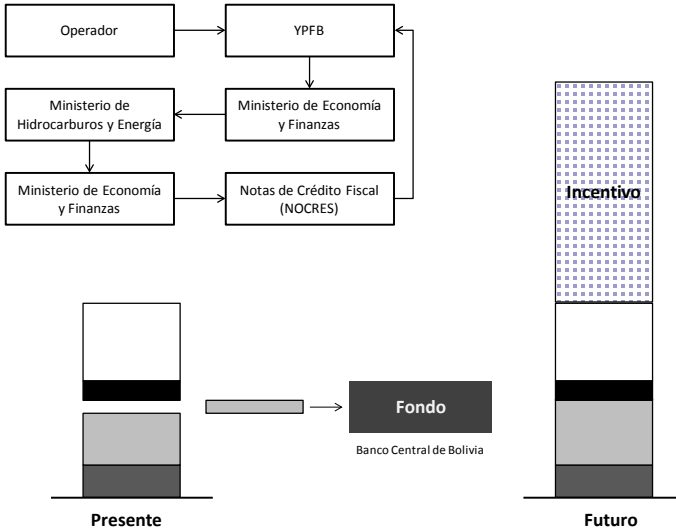 Operador
YPFB
Ministerio de
Hidrocarburos y Energía
Ministerio de Economía
y Finanzas
Ministerio de Economía
y Finanzas
Notas de Crédito Fiscal
(NOCRES)
Incentivo
Fondo
Banco Central de Bolivia
Presente
Futuro